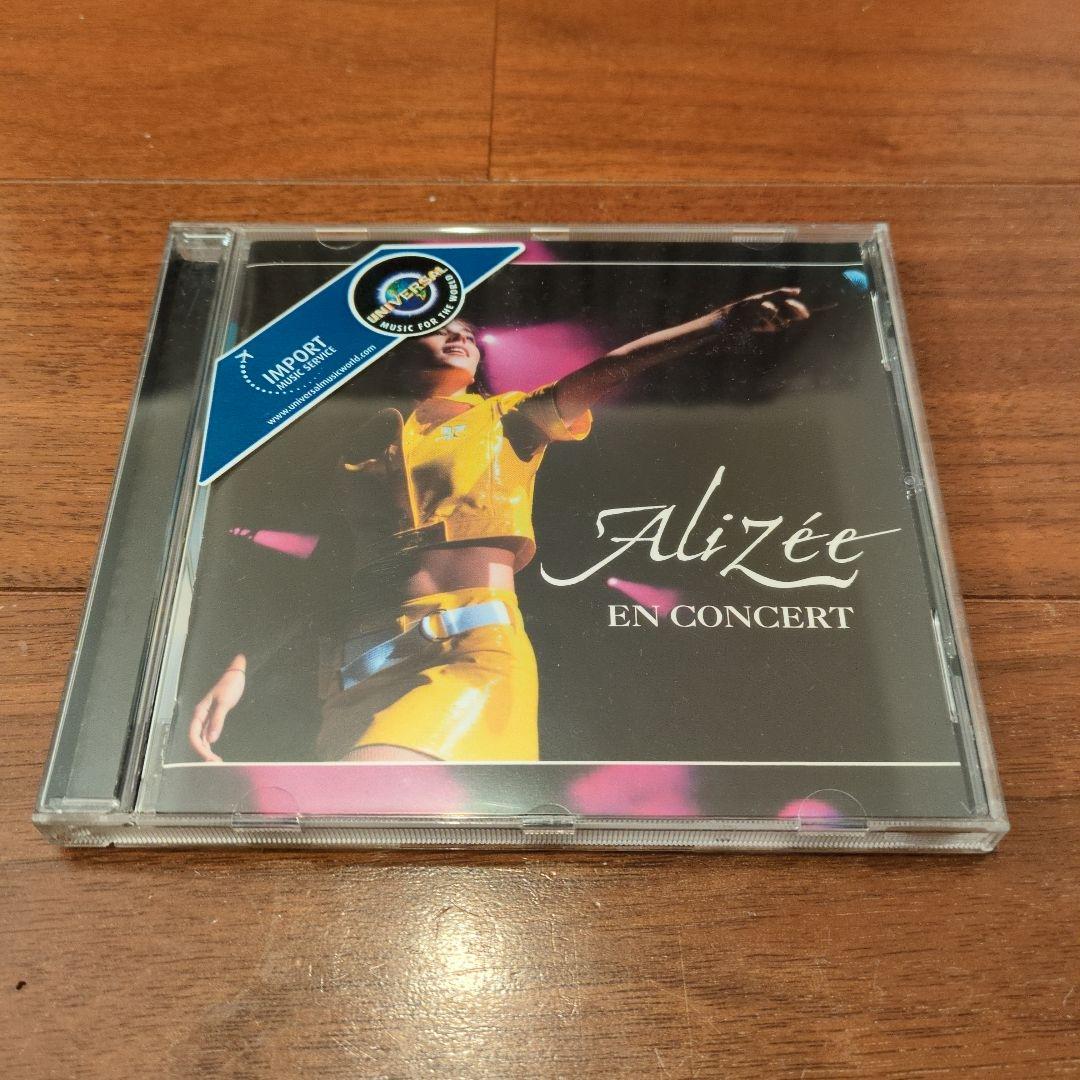 UNIVERSAL
MUSIC FOR THE WORLD
IMPORT
MUSIC SERVICE
www.universalmusicworld.com
Alizée
EN CONCERT